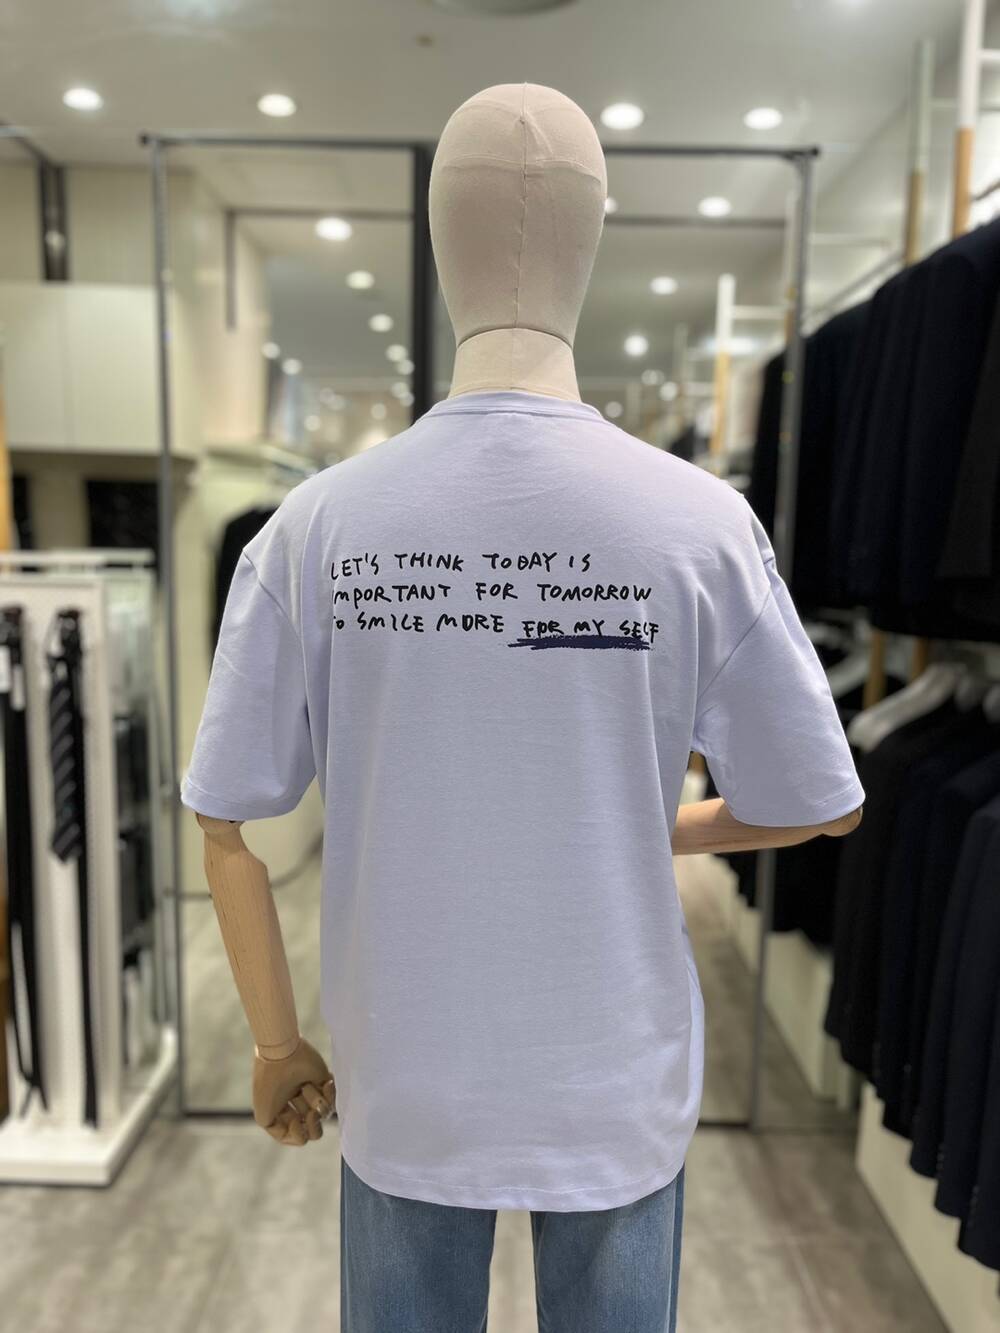 LET'S THINK TODAY IS
IMPORTANT FOR TOMORROW
TO SMILE MORE FOR MY SELF